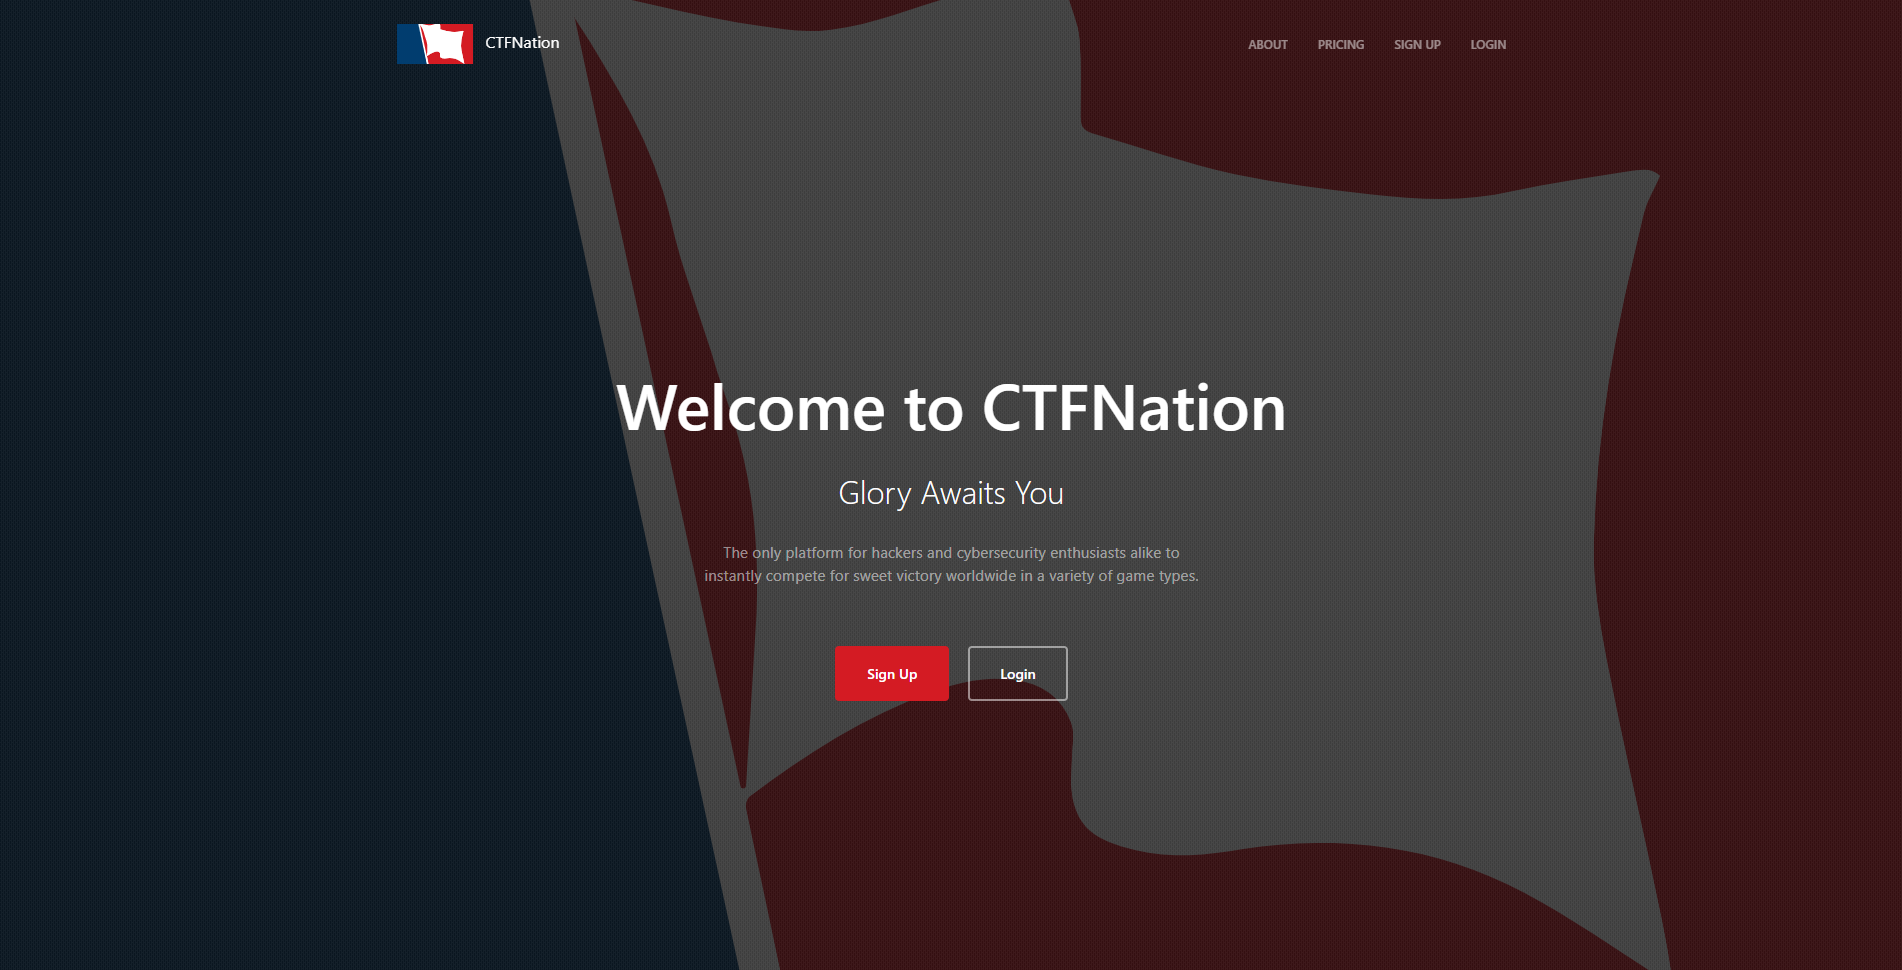 CTFNation
ABOUT PRICING SIGN UP LOGIN
Welcome to CTFNation
Glory Awaits You
The only platform for hackers and cybersecurity enthusiasts alike to
instantly compete for sweet victory worldwide in a variety of game types.
Sign Up Login